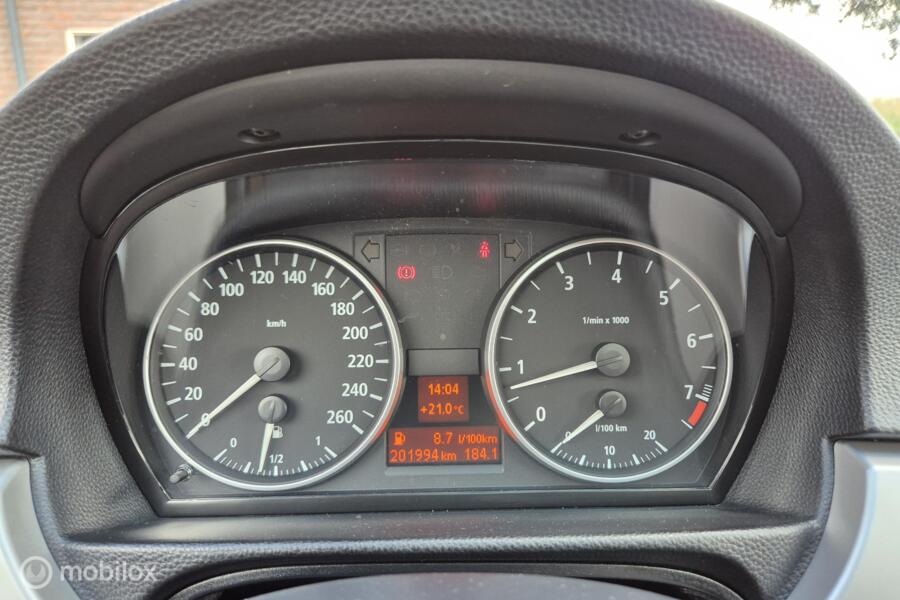 0 20 40 60 80 100 120 140 160 180 200 220 240 260
km/h
0 1/2 1
0 1 2 3 4 5 6 7
1/min x 1000
l/100 km
10 20
14:04
+21.0°C
8.7 l/100km
201994 km 184.1
mobilox